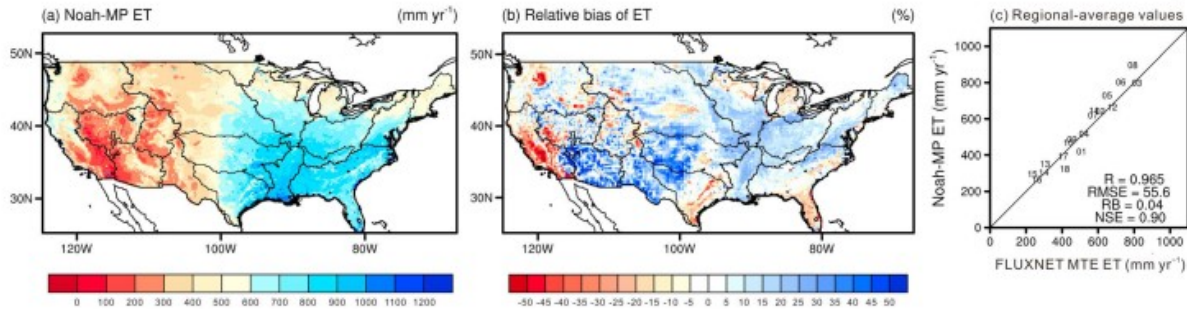 (a) Noah-MP ET (mm yr⁻¹)
50N
40N
30N
120W 100W 80W
0 100 200 300 400 500 600 700 800 900 1000 1100 1200
(b) Relative bias of ET (%)
50N
40N
30N
120W 100W 80W
-50 -45 -40 -35 -30 -25 -20 -15 -10 -5 0 5 10 15 20 25 30 35 40 45 50
(c) Regional-average values
Noah-MP ET (mm yr⁻¹)
1000
800
600
400
200
0
08
06 03
05
12
04
01
17
13 18
15 14
R = 0.965
RMSE = 55.6
RB = 0.04
NSE = 0.90
0 200 400 600 800 1000
FLUXNET MTE ET (mm yr⁻¹)